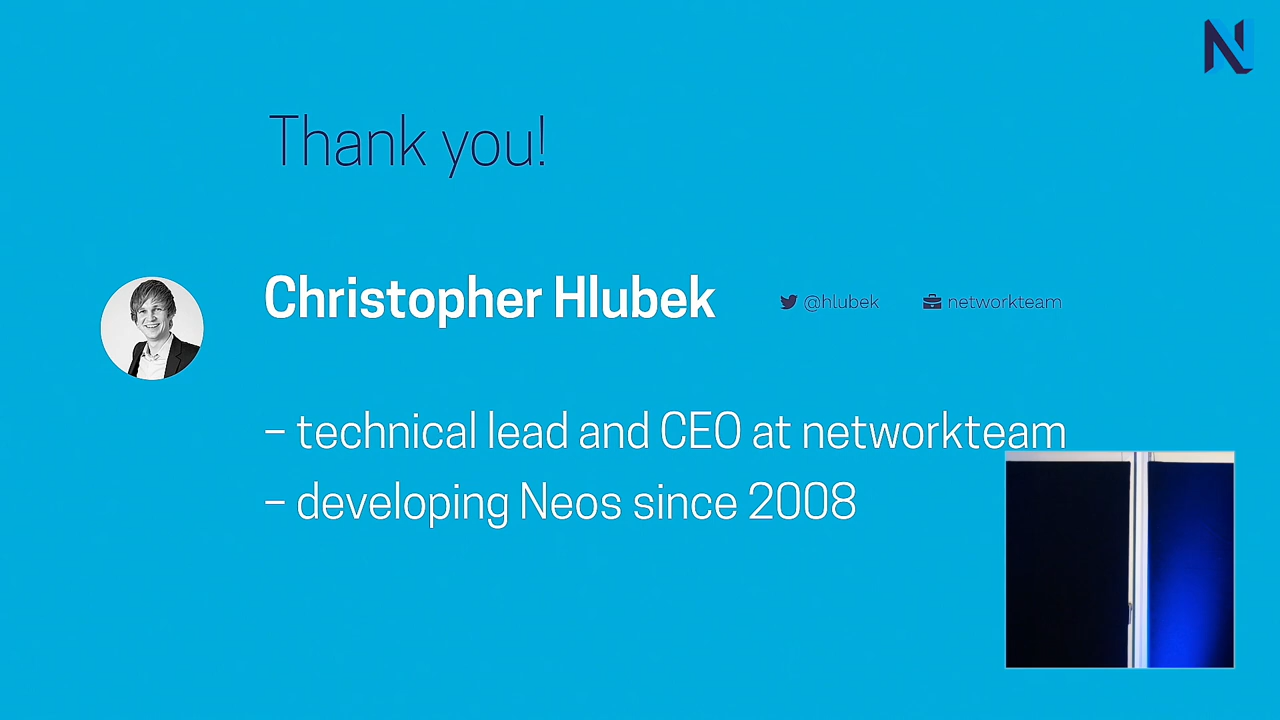 Thank you!
Christopher Hlubek @hlubek networkteam
– technical lead and CEO at networkteam
– developing Neos since 2008